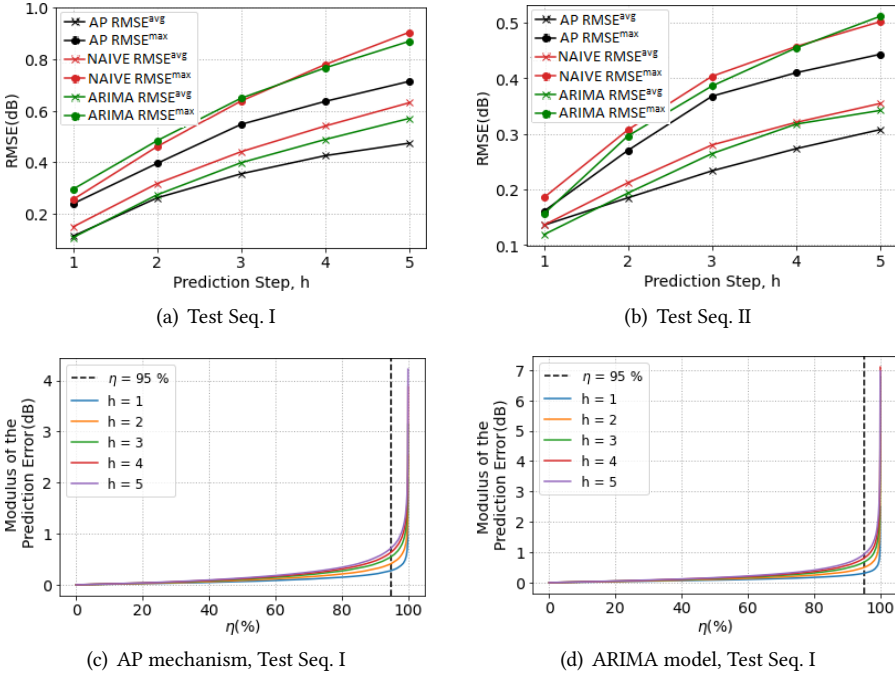 RMSE(dB)
1.0
0.8
0.6
0.4
0.2
AP RMSE^avg
AP RMSE^max
NAIVE RMSE^avg
NAIVE RMSE^max
ARIMA RMSE^avg
ARIMA RMSE^max
1 2 3 4 5
Prediction Step, h
(a) Test Seq. I
RMSE(dB)
0.5
0.4
0.3
0.2
0.1
AP RMSE^avg
AP RMSE^max
NAIVE RMSE^avg
NAIVE RMSE^max
ARIMA RMSE^avg
ARIMA RMSE^max
1 2 3 4 5
Prediction Step, h
(b) Test Seq. II
Modulus of the
Prediction Error(dB)
4
3
2
1
0
η = 95 %
h = 1
h = 2
h = 3
h = 4
h = 5
0 20 40 60 80 100
η(%)
(c) AP mechanism, Test Seq. I
Modulus of the
Prediction Error(dB)
7
6
5
4
3
2
1
0
η = 95 %
h = 1
h = 2
h = 3
h = 4
h = 5
0 20 40 60 80 100
η(%)
(d) ARIMA model, Test Seq. I